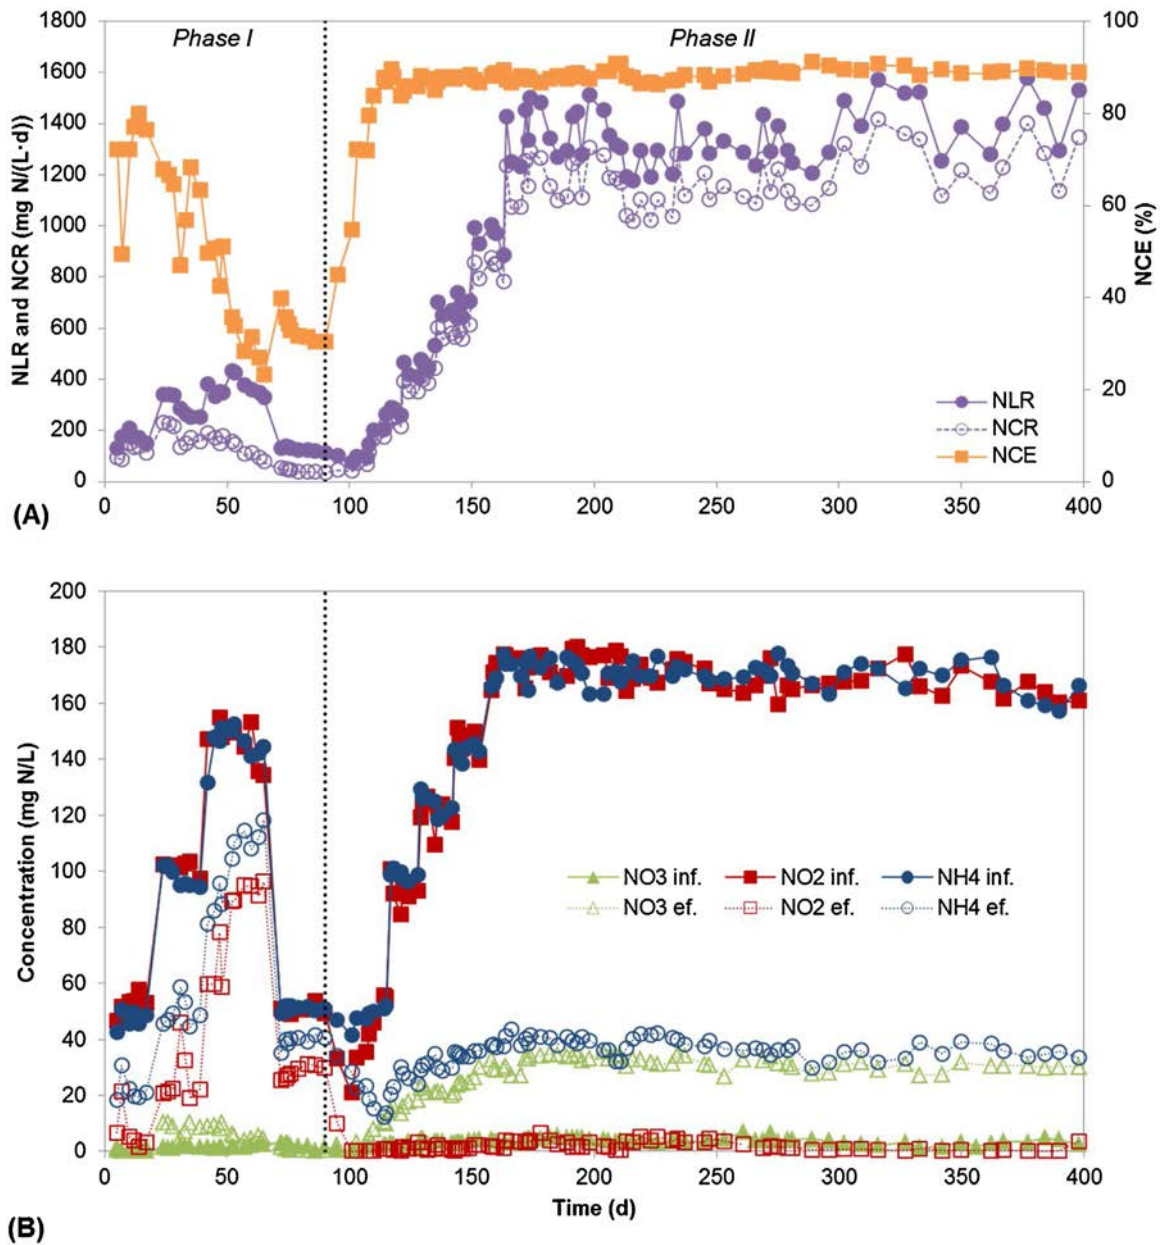 Phase I
Phase II
1800
1600
1400
1200
1000
800
600
400
200
0
NLR and NCR (mg N/(L·d))
100
80
60
40
20
0
NCE (%)
NLR
NCR
NCE
0 50 100 150 200 250 300 350 400
(A)
200
180
160
140
120
100
80
60
40
20
0
Concentration (mg N/L)
NO3 inf. NO2 inf. NH4 inf.
NO3 ef. NO2 ef. NH4 ef.
0 50 100 150 200 250 300 350 400
Time (d)
(B)